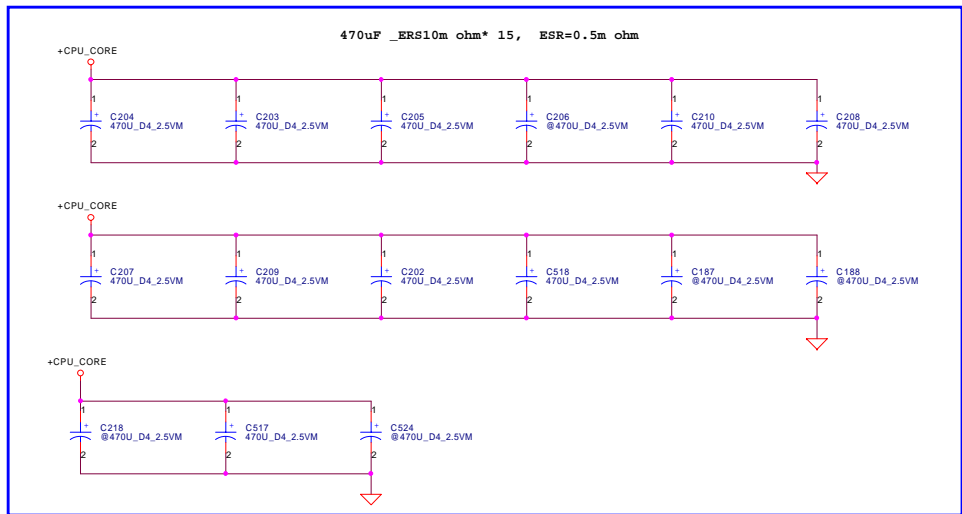 470uF _ERS10m ohm* 15, ESR=0.5m ohm
+CPU_CORE
1 1 1 1 1 1
+ + + + + +
C204 C203 C205 C206 C210 C208
470U_D4_2.5VM 470U_D4_2.5VM 470U_D4_2.5VM @470U_D4_2.5VM 470U_D4_2.5VM 470U_D4_2.5VM
2 2 2 2 2 2
+CPU_CORE
1 1 1 1 1 1
+ + + + + +
C207 C209 C202 C518 C187 C188
470U_D4_2.5VM 470U_D4_2.5VM 470U_D4_2.5VM 470U_D4_2.5VM @470U_D4_2.5VM @470U_D4_2.5VM
2 2 2 2 2 2
+CPU_CORE
1 1 1
+ + +
C218 C517 C524
@470U_D4_2.5VM 470U_D4_2.5VM @470U_D4_2.5VM
2 2 2